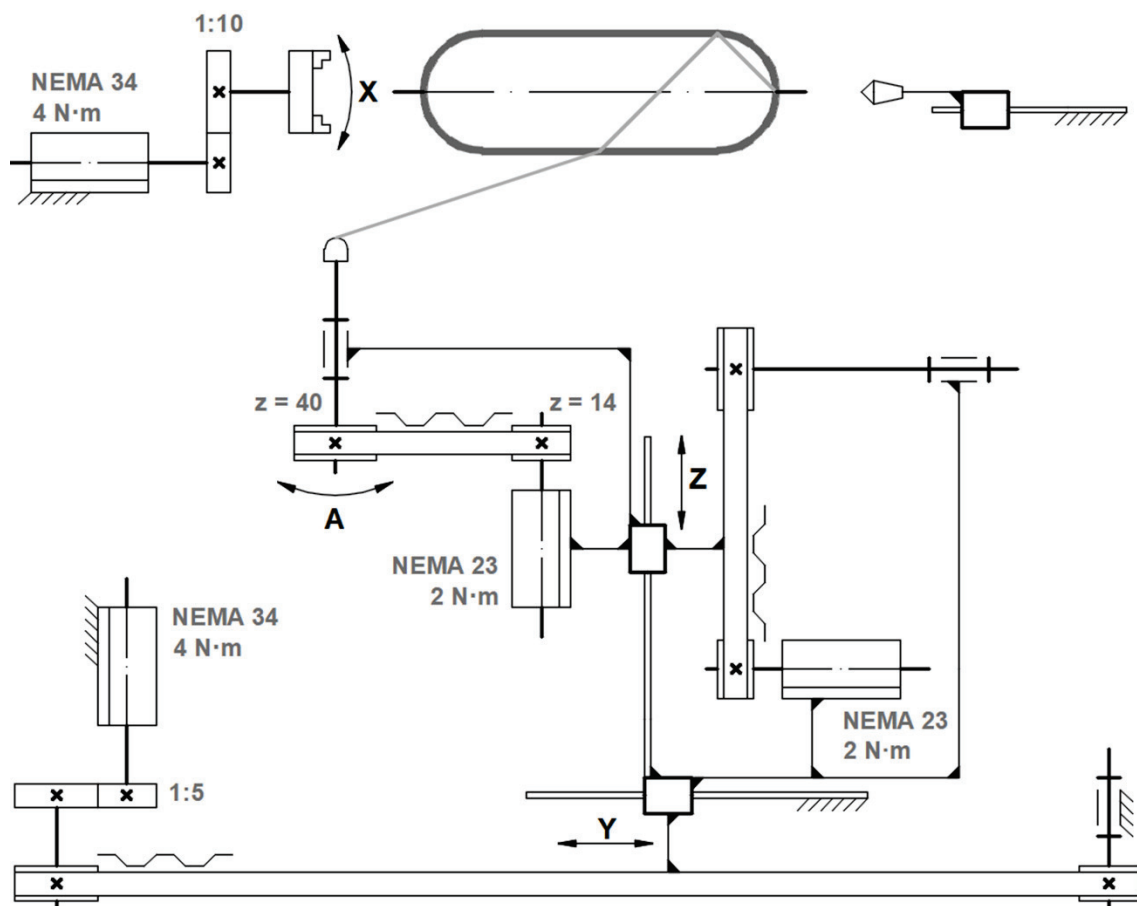 1:10
NEMA 34
4 N·m
X
z = 40
z = 14
Z
A
NEMA 23
2 N·m
NEMA 34
4 N·m
NEMA 23
2 N·m
1:5
Y